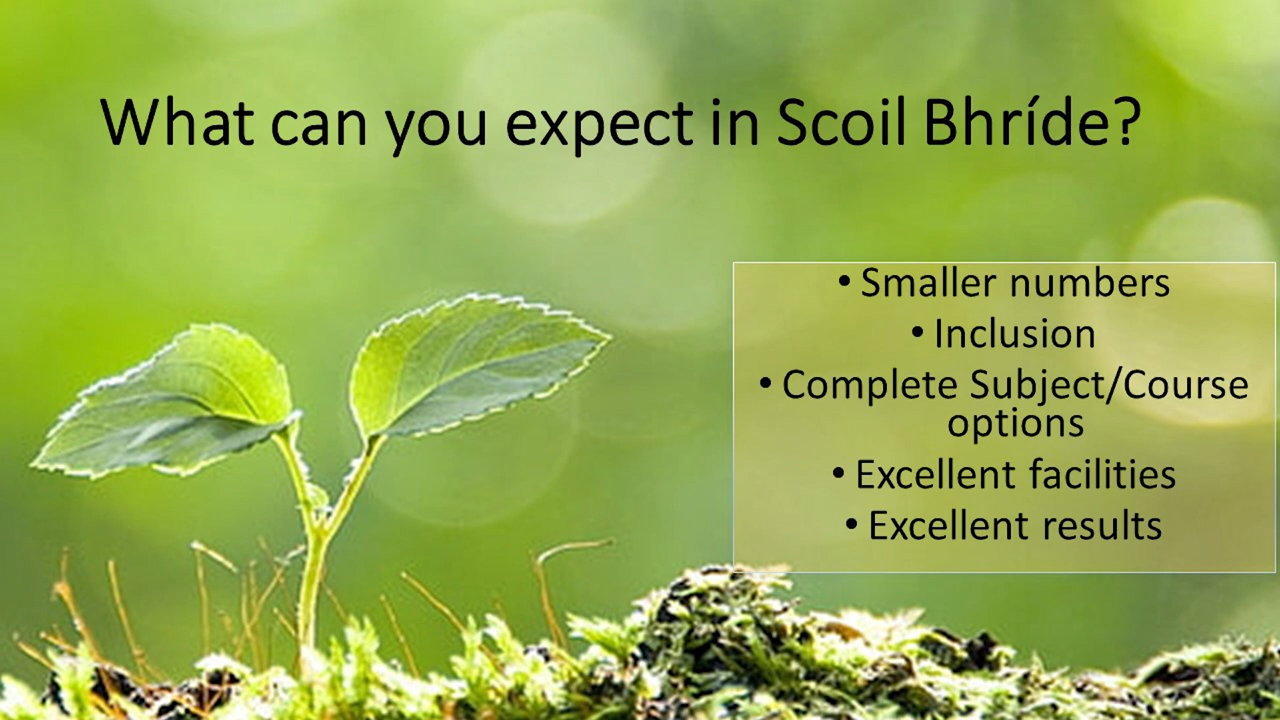 What can you expect in Scoil Bhríde?
• Smaller numbers
• Inclusion
• Complete Subject/Course
options
• Excellent facilities
• Excellent results